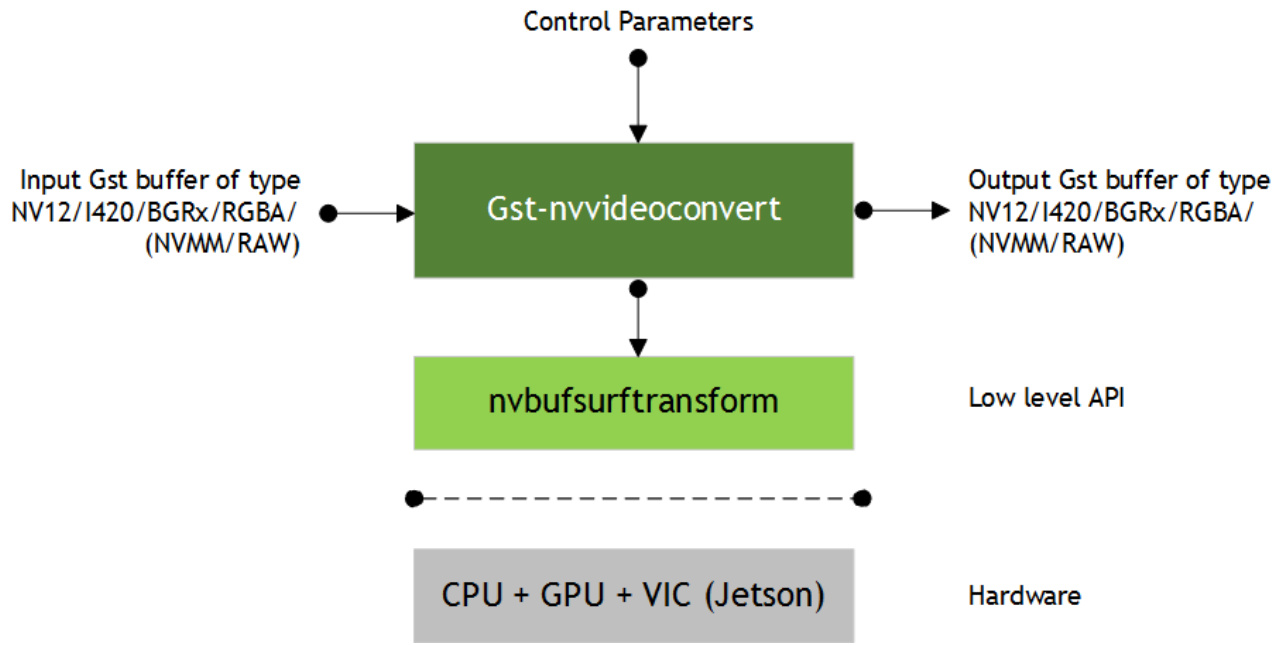 Control Parameters
Input Gst buffer of type
NV12/I420/BGRx/RGBA/
(NVMM/RAW)
Gst-nvvideoconvert
Output Gst buffer of type
NV12/I420/BGRx/RGBA/
(NVMM/RAW)
nvbufsurftransform
Low level API
CPU + GPU + VIC (Jetson)
Hardware